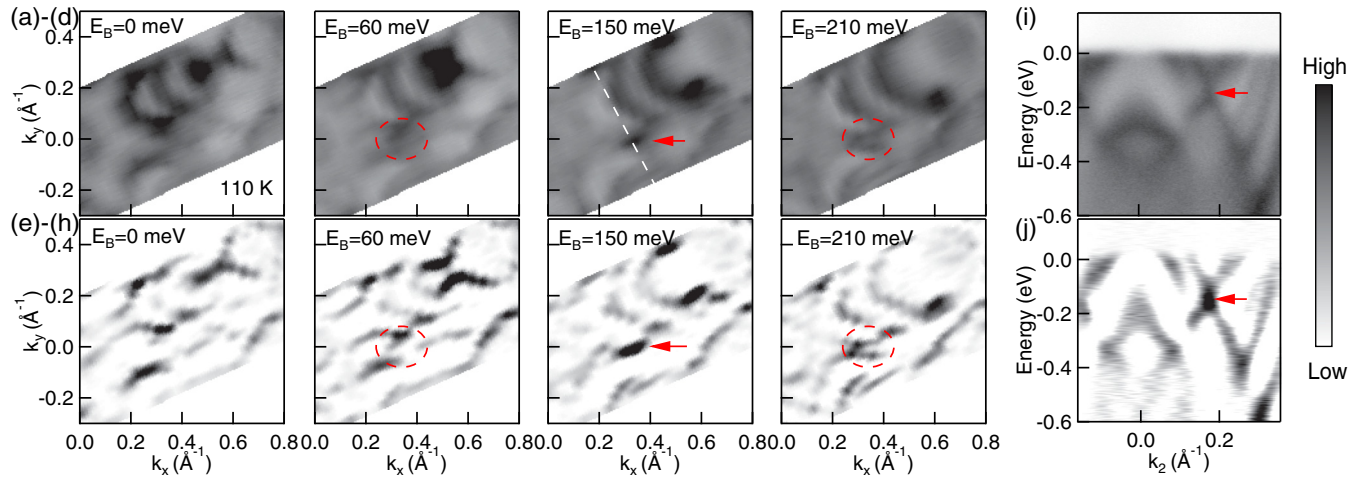 (a)-(d)
E_B=0 meV
E_B=60 meV
E_B=150 meV
E_B=210 meV
(i)
0.4
0.2
0.0
-0.2
k_y (Å⁻¹)
110 K
0.0
-0.2
-0.4
-0.6
Energy (eV)
High
Low
(e)-(h)
E_B=0 meV
E_B=60 meV
E_B=150 meV
E_B=210 meV
(j)
0.4
0.2
0.0
-0.2
k_y (Å⁻¹)
0.0
-0.2
-0.4
-0.6
Energy (eV)
0.0 0.2 0.4 0.6 0.8
0.0 0.2 0.4 0.6 0.8
0.2 0.4 0.6 0.8
0.2 0.4 0.6 0.8
0.0 0.2
k_x (Å⁻¹)
k_x (Å⁻¹)
k_x (Å⁻¹)
k_x (Å⁻¹)
k_2 (Å⁻¹)